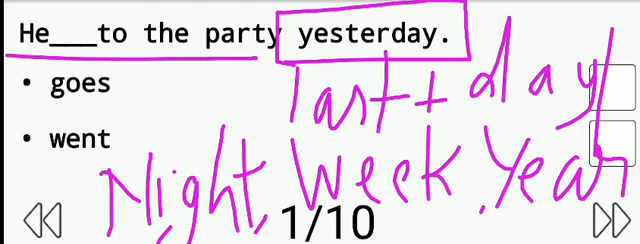 He___to the party yesterday.
• goes
last + day
• went
Night, Week, Year
1/10